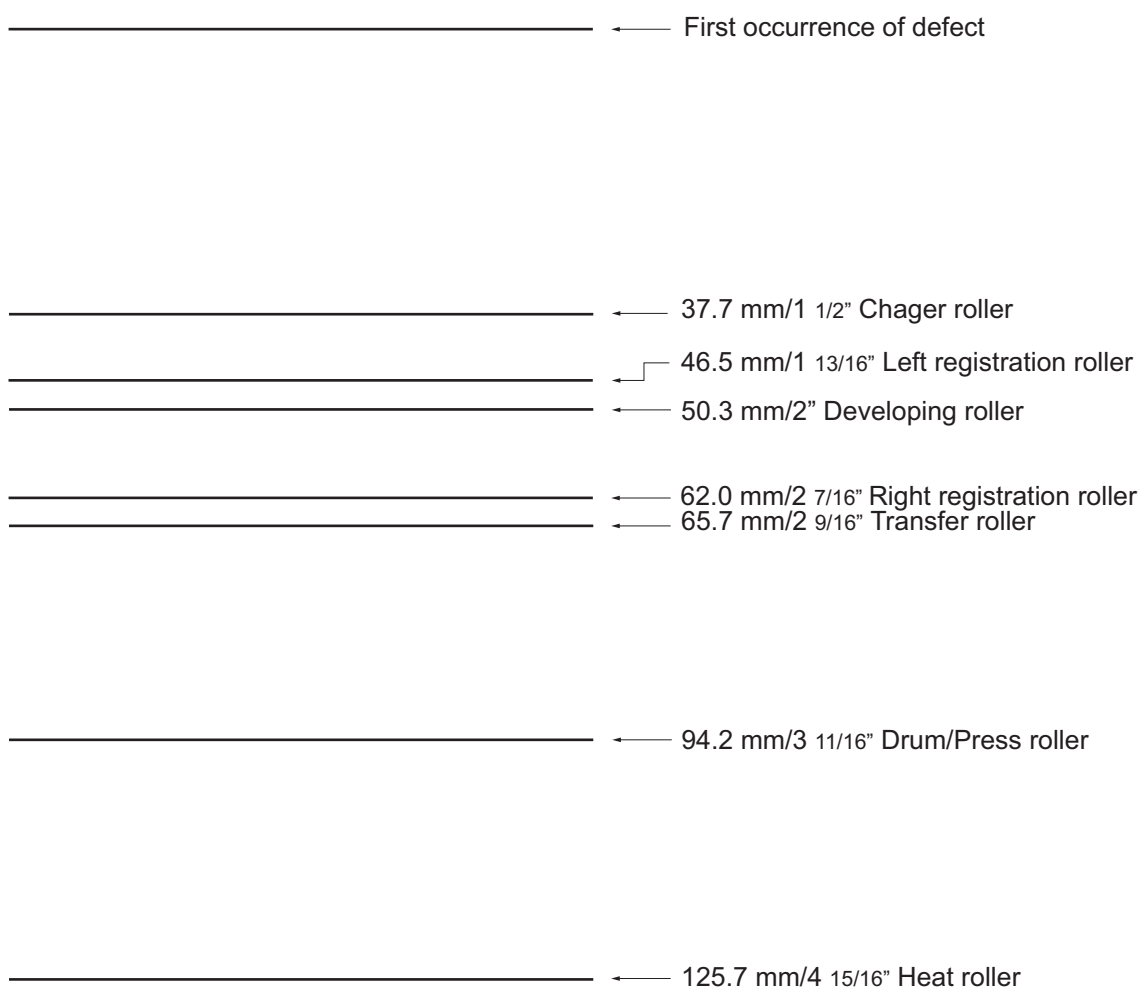 First occurrence of defect
37.7 mm/1 1/2” Chager roller
46.5 mm/1 13/16” Left registration roller
50.3 mm/2” Developing roller
62.0 mm/2 7/16” Right registration roller
65.7 mm/2 9/16” Transfer roller
94.2 mm/3 11/16” Drum/Press roller
125.7 mm/4 15/16” Heat roller